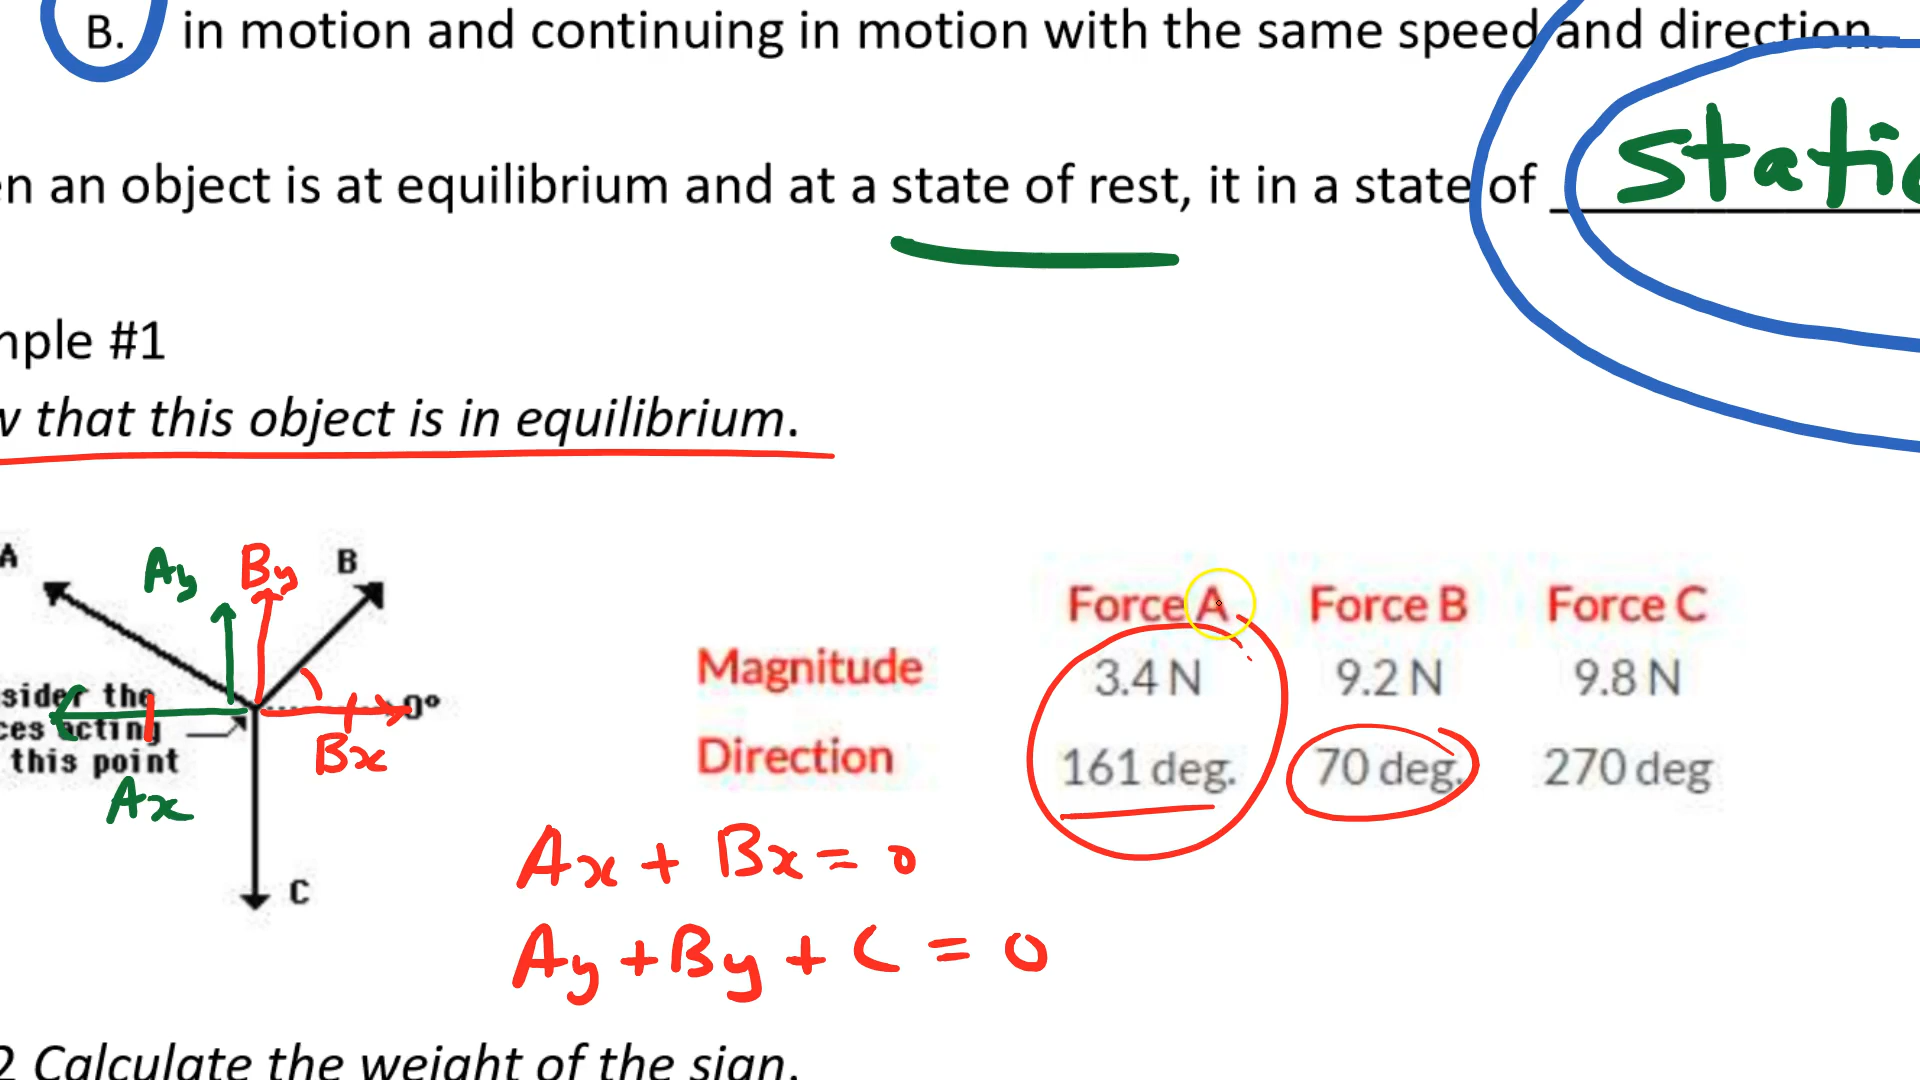 B. in motion and continuing in motion with the same speed and direction.
en an object is at equilibrium and at a state of rest, it in a state of static
mple #1
w that this object is in equilibrium.
A Ay By B
0°
sider the
ces acting
this point
Bx
Ax
C
Force A Force B Force C
Magnitude 3.4 N 9.2 N 9.8 N
Direction 161 deg. 70 deg. 270 deg
Ax + Bx = 0
Ay + By + C = 0
2 Calculate the weight of the sign.